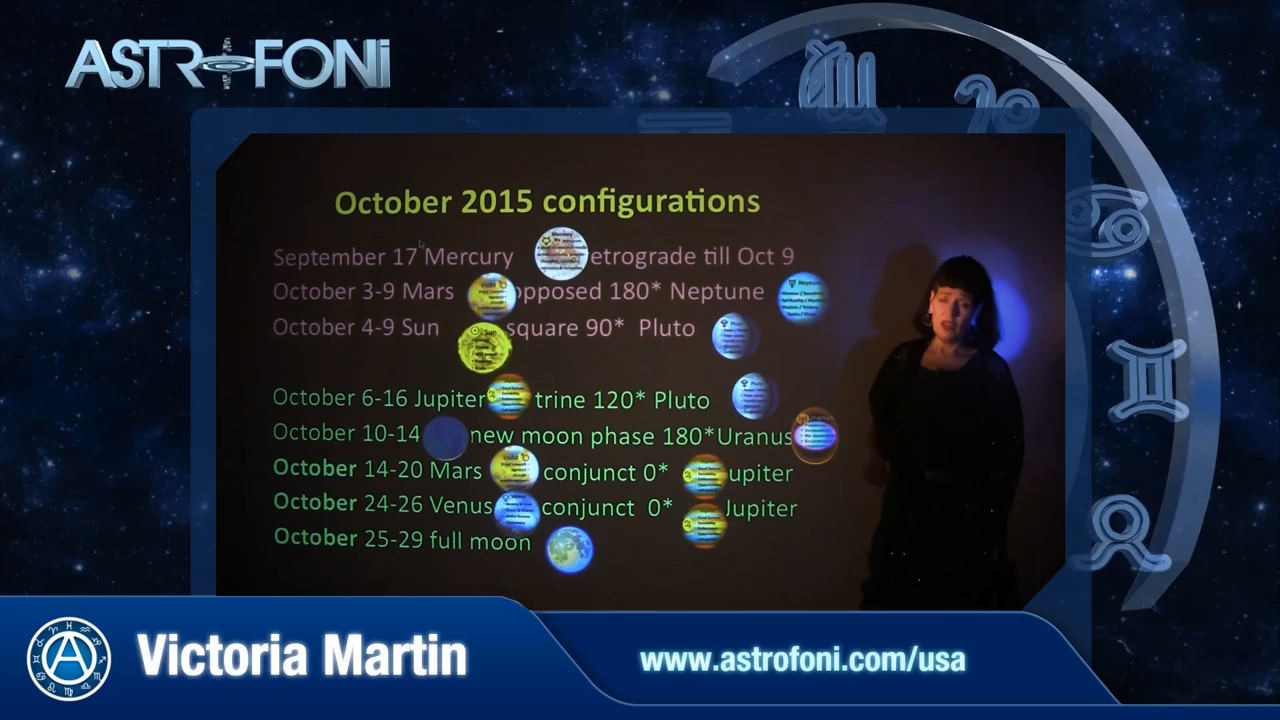 ASTROFONi
October 2015 configurations
September 17 Mercury etrograde till Oct 9
October 3-9 Mars opposed 180* Neptune
October 4-9 Sun square 90* Pluto
October 6-16 Jupiter trine 120* Pluto
October 10-14 new moon phase 180*Uranus
October 14-20 Mars conjunct 0* upiter
October 24-26 Venus conjunct 0* Jupiter
October 25-29 full moon
Victoria Martin
www.astrofoni.com/usa